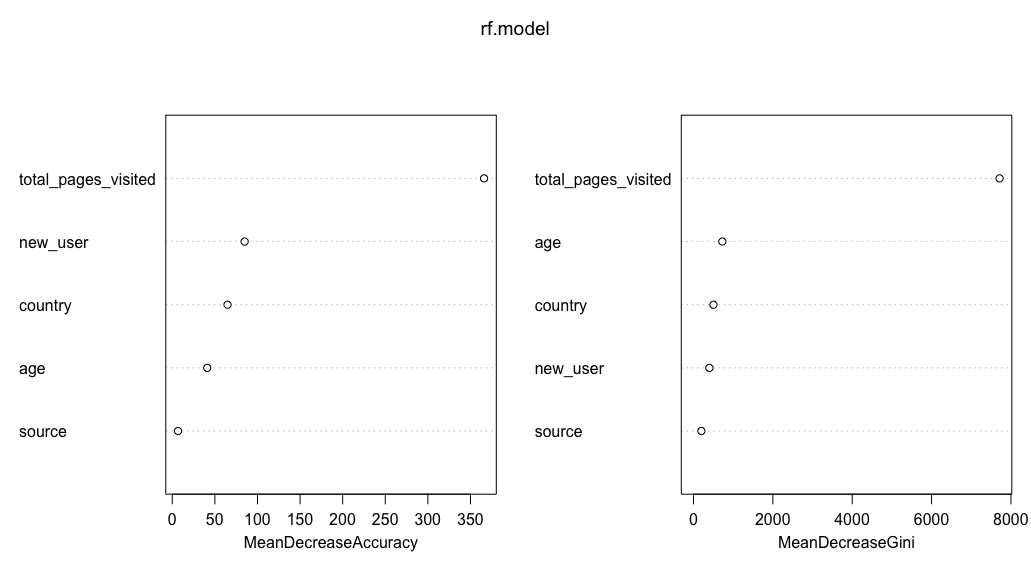 rf.model
total_pages_visited
new_user
country
age
source
0 50 100 150 200 250 300 350
MeanDecreaseAccuracy
total_pages_visited
age
country
new_user
source
0 2000 4000 6000 8000
MeanDecreaseGini